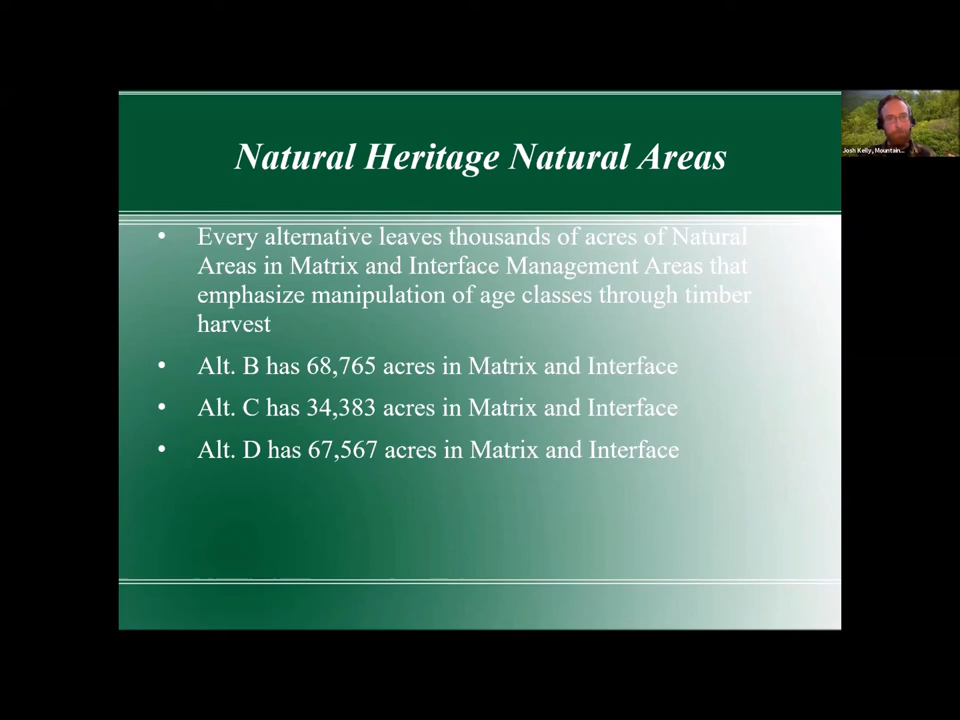 Natural Heritage Natural Areas
• Every alternative leaves thousands of acres of Natural
Areas in Matrix and Interface Management Areas that
emphasize manipulation of age classes through timber
harvest
• Alt. B has 68,765 acres in Matrix and Interface
• Alt. C has 34,383 acres in Matrix and Interface
• Alt. D has 67,567 acres in Matrix and Interface
Josh Kelly, Mountain...